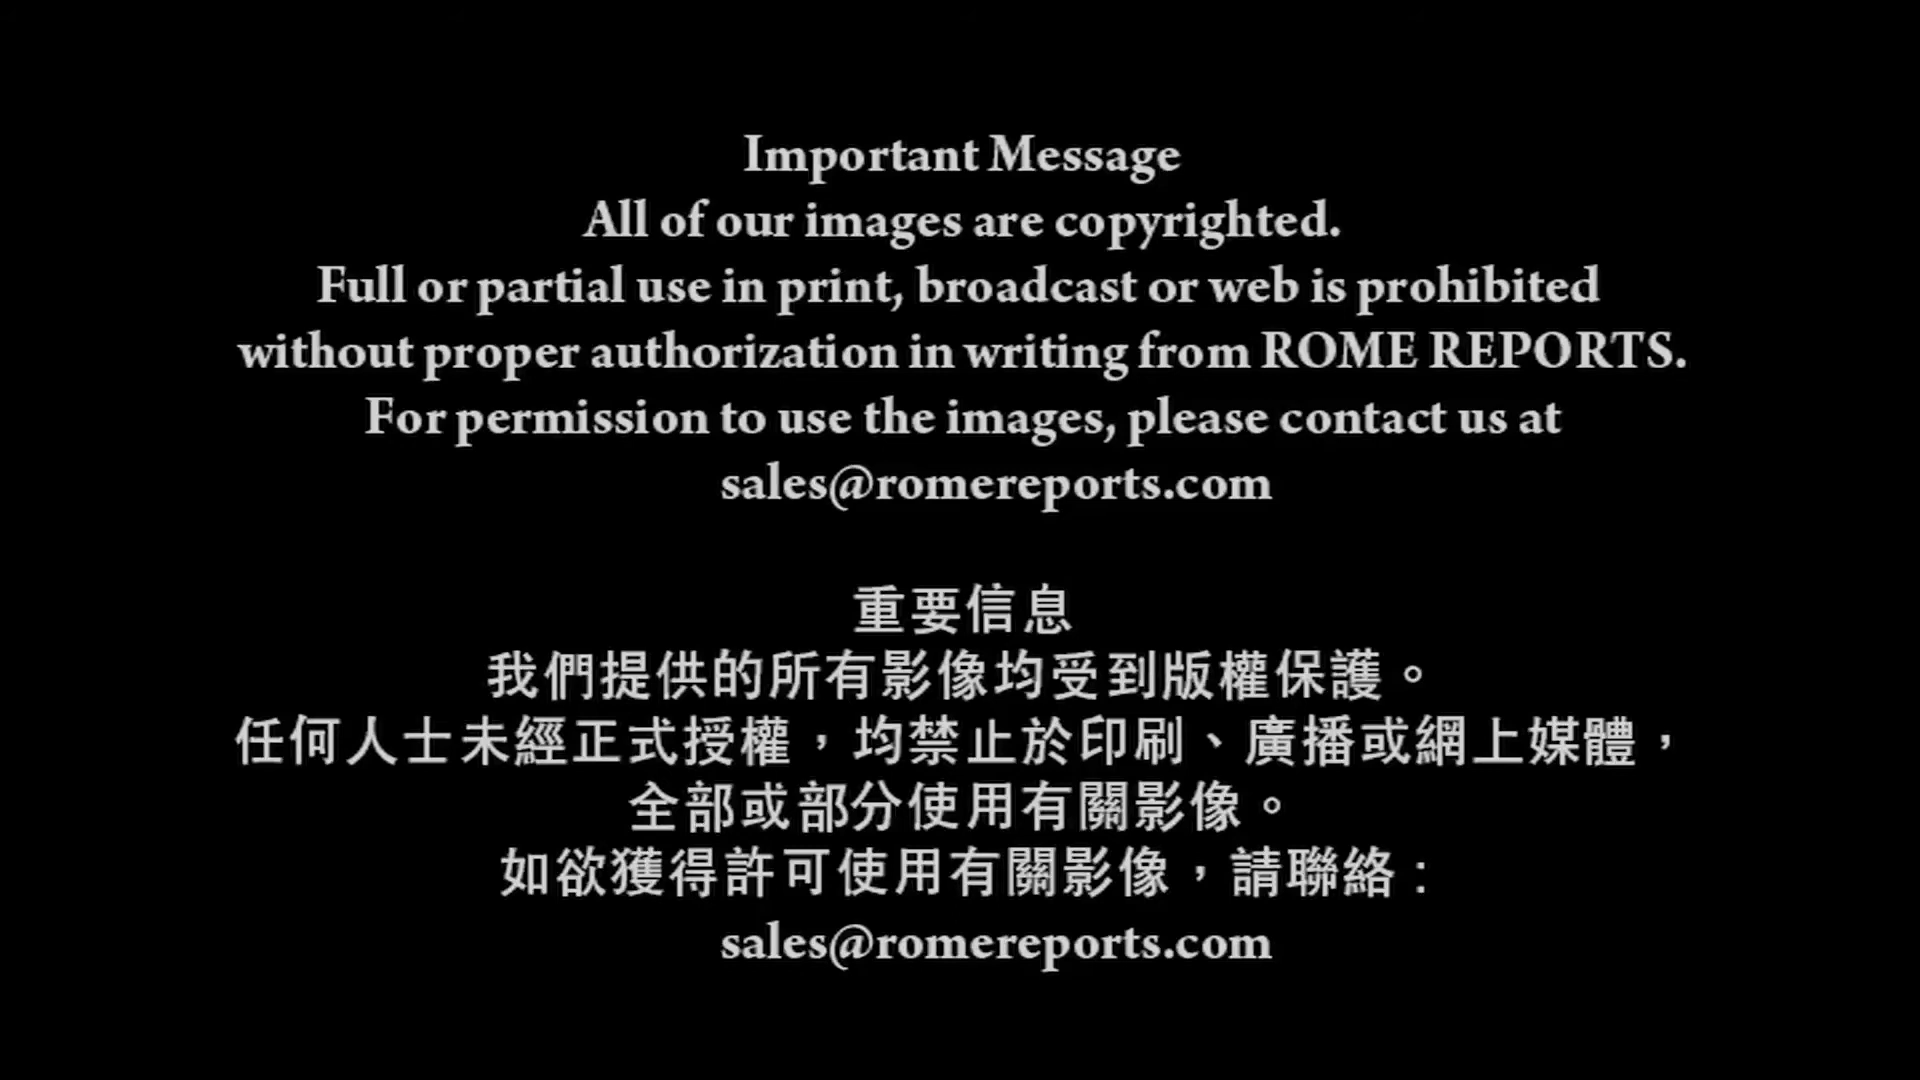 Important Message
All of our images are copyrighted.
Full or partial use in print, broadcast or web is prohibited
without proper authorization in writing from ROME REPORTS.
For permission to use the images, please contact us at
sales@romereports.com
重要信息
我們提供的所有影像均受到版權保護。
任何人士未經正式授權，均禁止於印刷、廣播或網上媒體，
全部或部分使用有關影像。
如欲獲得許可使用有關影像，請聯絡：
sales@romereports.com